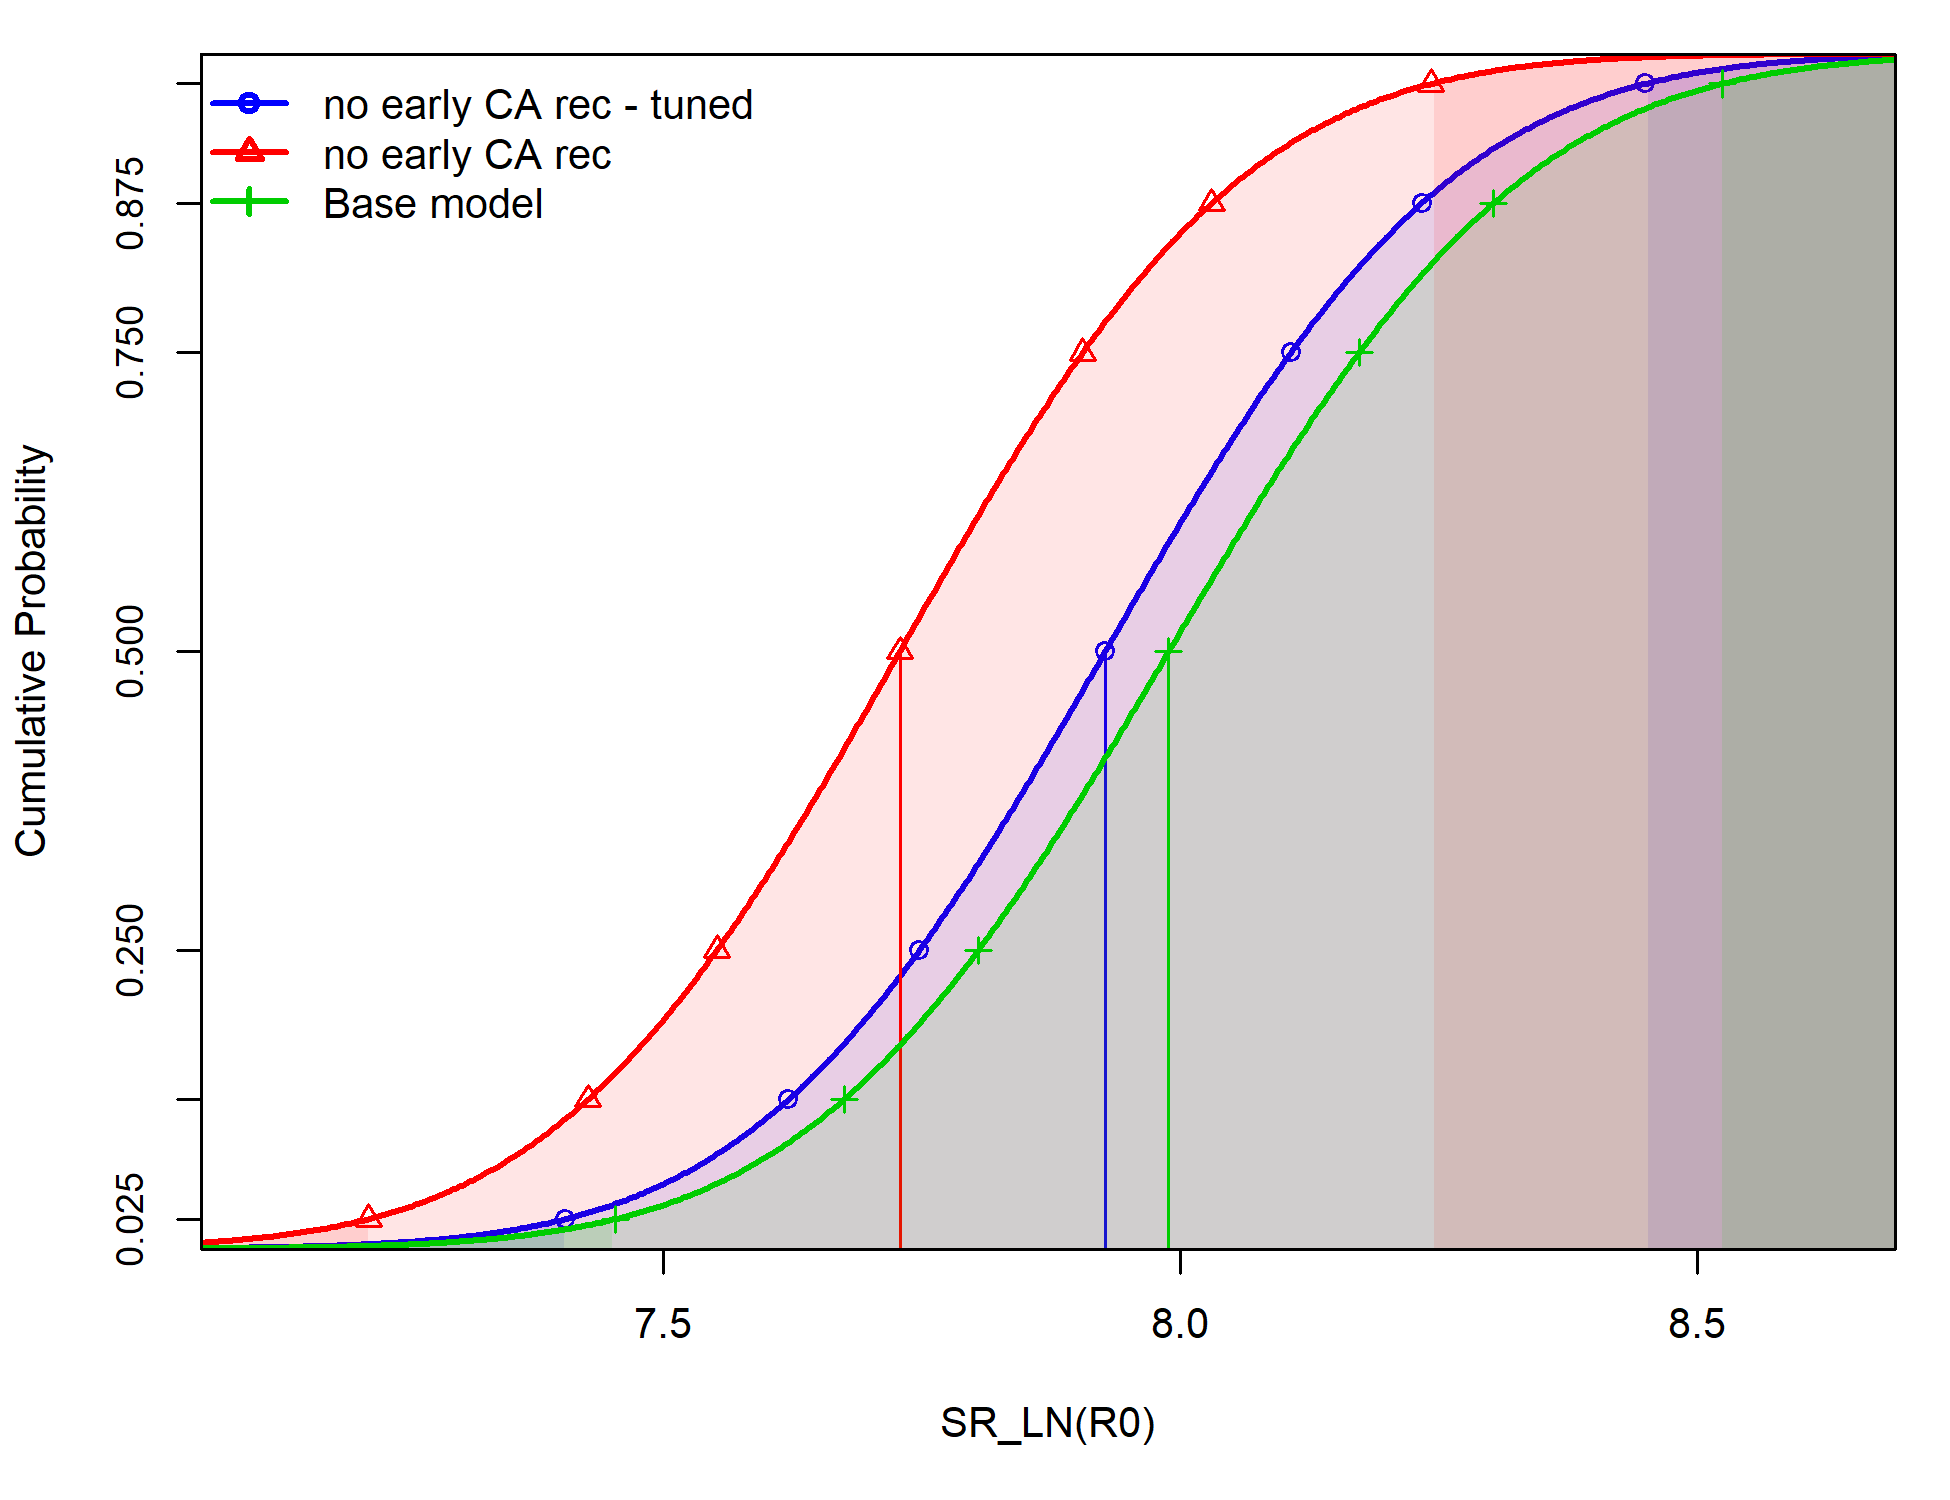 no early CA rec - tuned
no early CA rec
Base model
Cumulative Probability
0.875
0.750
0.500
0.250
0.025
7.5 8.0 8.5
SR_LN(R0)